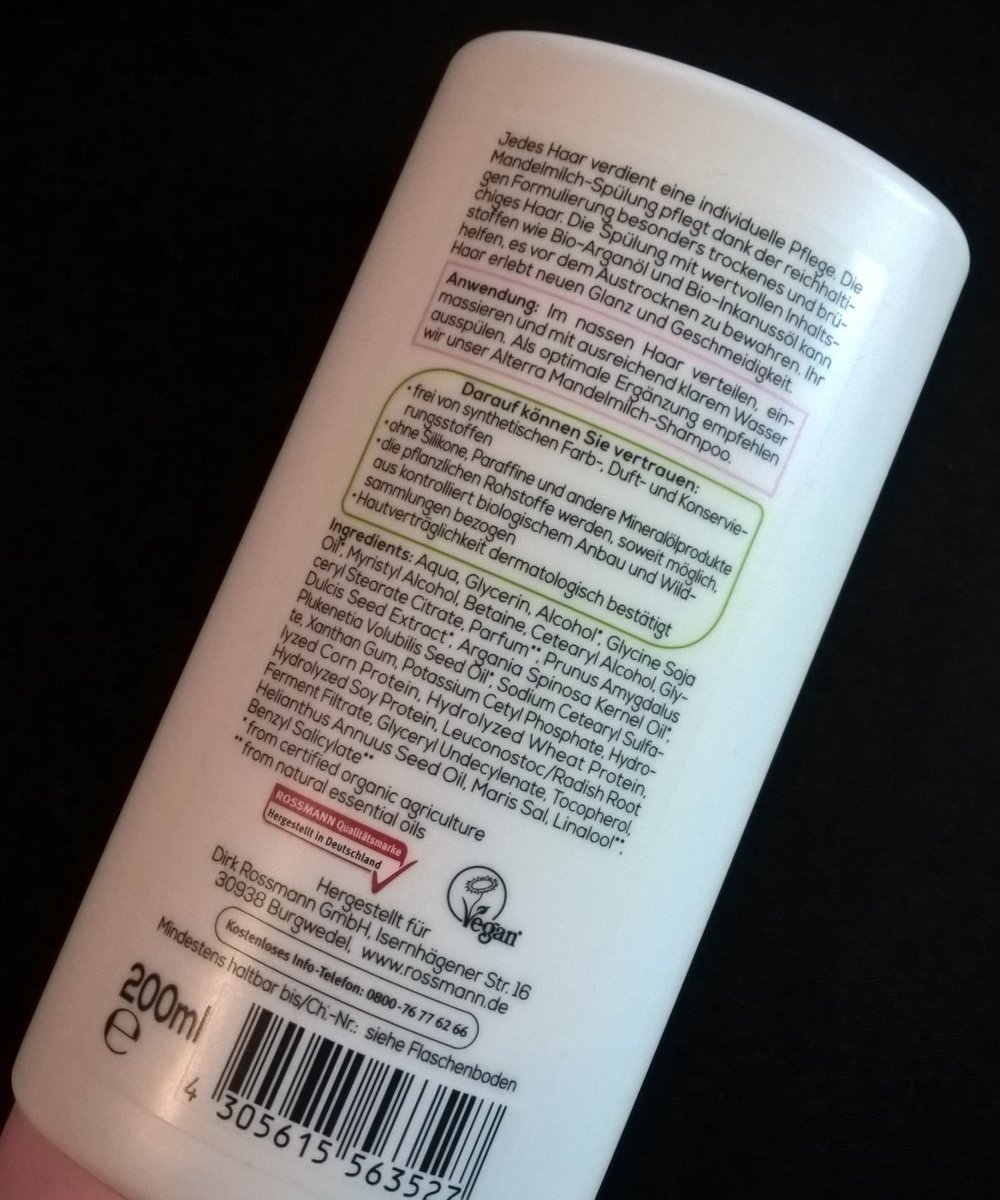 Jedes Haar verdient eine individuelle Pflege. Die
Mandelmilch-Spülung pflegt dank der reichhalti-
gen Formulierung besonders trockenes und brü-
chiges Haar. Die Spülung mit wertvollen Inhalts-
stoffen wie Bio-Arganöl und Bio-Inkanussöl kann
helfen, es vor dem Austrocknen zu bewahren. Ihr
Haar erlebt neuen Glanz und Geschmeidigkeit.
Anwendung: Im nassen Haar verteilen, ein-
massieren und mit ausreichend klarem Wasser
ausspülen. Als optimale Ergänzung empfehlen
wir unser Alterra Mandelmilch-Shampoo.
Darauf können Sie vertrauen:
• frei von synthetischen Farb-, Duft- und Konservie-
rungsstoffen
• ohne Silikone, Paraffine und andere Mineralölprodukte
• die pflanzlichen Rohstoffe werden, soweit möglich,
aus kontrolliert biologischem Anbau und Wild-
sammlungen bezogen
• Hautverträglichkeit dermatologisch bestätigt
Ingredients: Aqua, Glycerin, Alcohol*, Glycine Soja
Oil*, Myristyl Alcohol, Betaine, Cetearyl Alcohol, Gly-
ceryl Stearate Citrate, Parfum**, Prunus Amygdalus
Dulcis Seed Extract*, Argania Spinosa Kernel Oil*,
Plukenetia Volubilis Seed Oil*, Sodium Cetearyl Sulfa-
te, Xanthan Gum, Potassium Cetyl Phosphate, Hydro-
lyzed Corn Protein, Hydrolyzed Wheat Protein,
Hydrolyzed Soy Protein, Leuconostoc/Radish Root
Ferment Filtrate, Glyceryl Undecylenate, Tocopherol,
Helianthus Annuus Seed Oil, Maris Sal, Linalool**,
Benzyl Salicylate**
*from certified organic agriculture
**from natural essential oils
ROSSMANN Qualitätsmarke
Hergestellt in Deutschland
Vegan
Hergestellt für
Dirk Rossmann GmbH, Isernhägener Str. 16
30938 Burgwedel, www.rossmann.de
Kostenloses Info-Telefon: 0800-76 77 62 66
Mindestens haltbar bis/Ch.-Nr.: siehe Flaschenboden
200ml
e
4 305615 563527